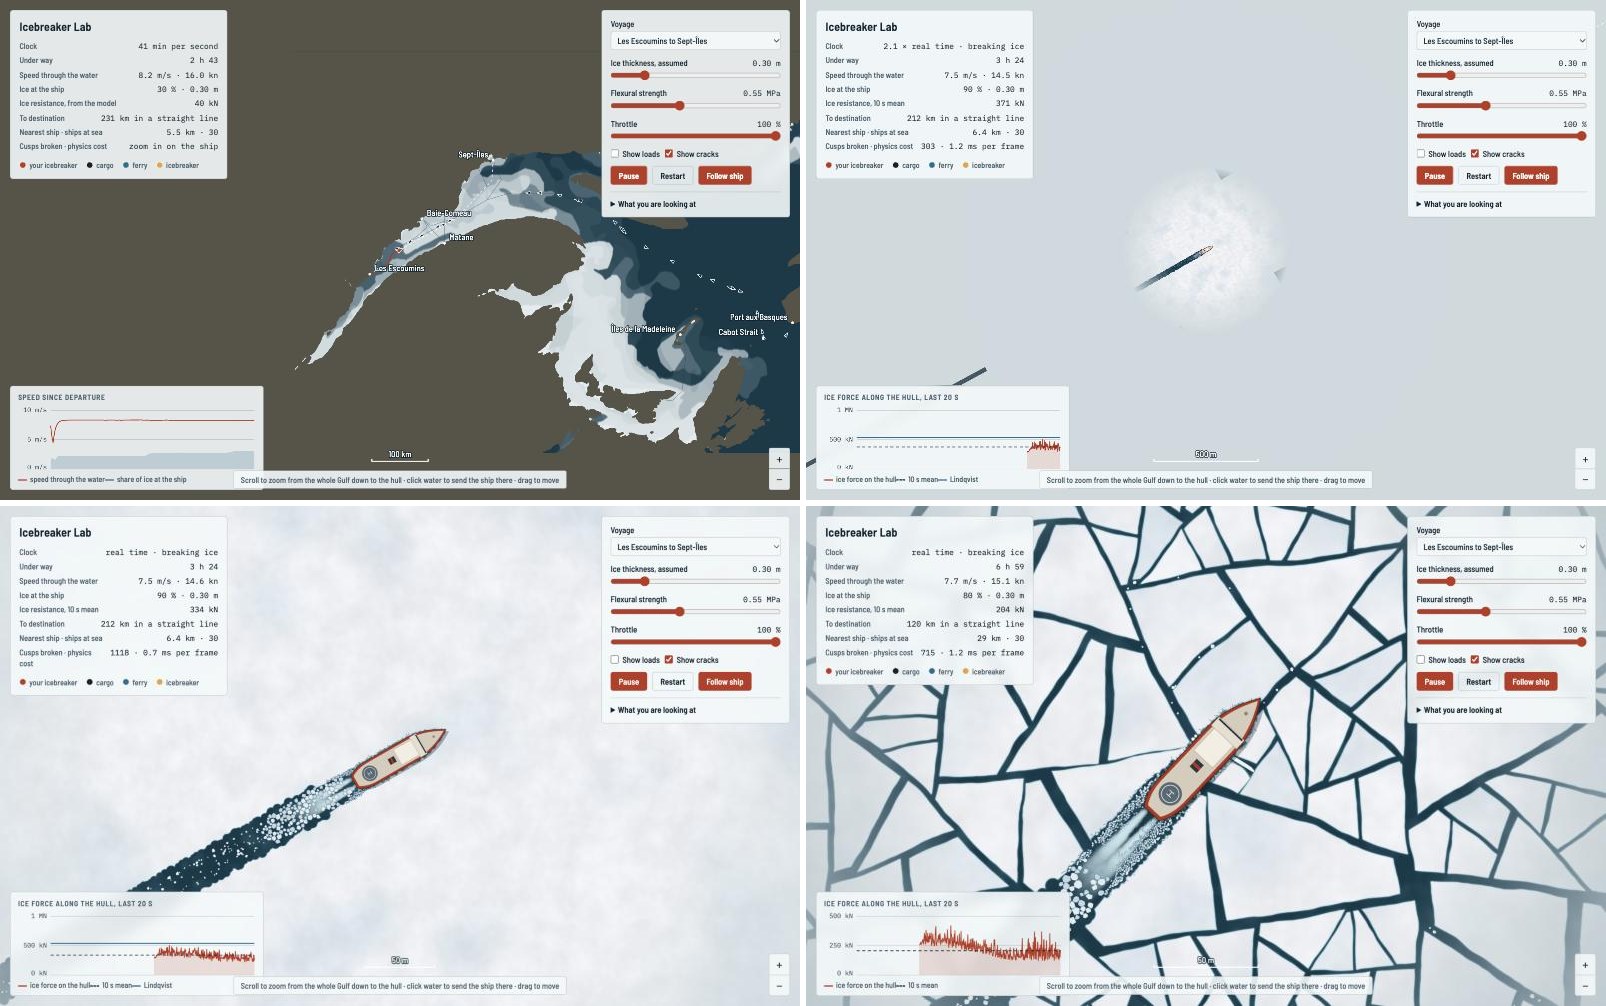 Icebreaker Lab
Clock 41 min per second
Under way 2 h 43
Speed through the water 8.2 m/s · 16.0 kn
Ice at the ship 30 % · 0.30 m
Ice resistance, from the model 40 kN
To destination 231 km in a straight line
Nearest ship · ships at sea 5.5 km · 30
Cusps broken · physics cost zoom in on the ship
your icebreaker cargo ferry icebreaker
Voyage
Les Escoumins to Sept-Îles
Ice thickness, assumed 0.30 m
Flexural strength 0.55 MPa
Throttle 100 %
Show loads Show cracks
Pause Restart Follow ship
What you are looking at
Sept-Îles
Baie-Comeau
Matane
Les Escoumins
Îles de la Madeleine
Port aux Basques
Cabot Strait
SPEED SINCE DEPARTURE
10 m/s
5 m/s
0 m/s
speed through the water share of ice at the ship
100 km
Scroll to zoom from the whole Gulf down to the hull · click water to send the ship there · drag to move
+
−
Icebreaker Lab
Clock 2.1 × real time · breaking ice
Under way 3 h 24
Speed through the water 7.5 m/s · 14.5 kn
Ice at the ship 90 % · 0.30 m
Ice resistance, 10 s mean 371 kN
To destination 212 km in a straight line
Nearest ship · ships at sea 6.4 km · 30
Cusps broken · physics cost 303 · 1.2 ms per frame
your icebreaker cargo ferry icebreaker
Voyage
Les Escoumins to Sept-Îles
Ice thickness, assumed 0.30 m
Flexural strength 0.55 MPa
Throttle 100 %
Show loads Show cracks
Pause Restart Follow ship
What you are looking at
ICE FORCE ALONG THE HULL, LAST 20 S
1 MN
500 kN
0 kN
ice force on the hull 10 s mean Lindqvist
500 m
Scroll to zoom from the whole Gulf down to the hull · click water to send the ship there · drag to move
+
−
Icebreaker Lab
Clock real time · breaking ice
Under way 3 h 24
Speed through the water 7.5 m/s · 14.6 kn
Ice at the ship 90 % · 0.30 m
Ice resistance, 10 s mean 334 kN
To destination 212 km in a straight line
Nearest ship · ships at sea 6.4 km · 30
Cusps broken · physics 1118 · 0.7 ms per frame
cost
your icebreaker cargo ferry icebreaker
Voyage
Les Escoumins to Sept-Îles
Ice thickness, assumed 0.30 m
Flexural strength 0.55 MPa
Throttle 100 %
Show loads Show cracks
Pause Restart Follow ship
What you are looking at
H
ICE FORCE ALONG THE HULL, LAST 20 S
1 MN
500 kN
0 kN
ice force on the hull 10 s mean Lindqvist
50 m
Scroll to zoom from the whole Gulf down to the hull · click water to send the ship there · drag to move
+
−
Icebreaker Lab
Clock real time · breaking ice
Under way 6 h 59
Speed through the water 7.7 m/s · 15.1 kn
Ice at the ship 80 % · 0.30 m
Ice resistance, 10 s mean 204 kN
To destination 120 km in a straight line
Nearest ship · ships at sea 29 km · 30
Cusps broken · physics cost 715 · 1.2 ms per frame
your icebreaker cargo ferry icebreaker
Voyage
Les Escoumins to Sept-Îles
Ice thickness, assumed 0.30 m
Flexural strength 0.55 MPa
Throttle 100 %
Show loads Show cracks
Pause Restart Follow ship
What you are looking at
H
ICE FORCE ALONG THE HULL, LAST 20 S
500 kN
250 kN
0 kN
ice force on the hull 10 s mean
50 m
Scroll to zoom from the whole Gulf down to the hull · click water to send the ship there · drag to move
+
−